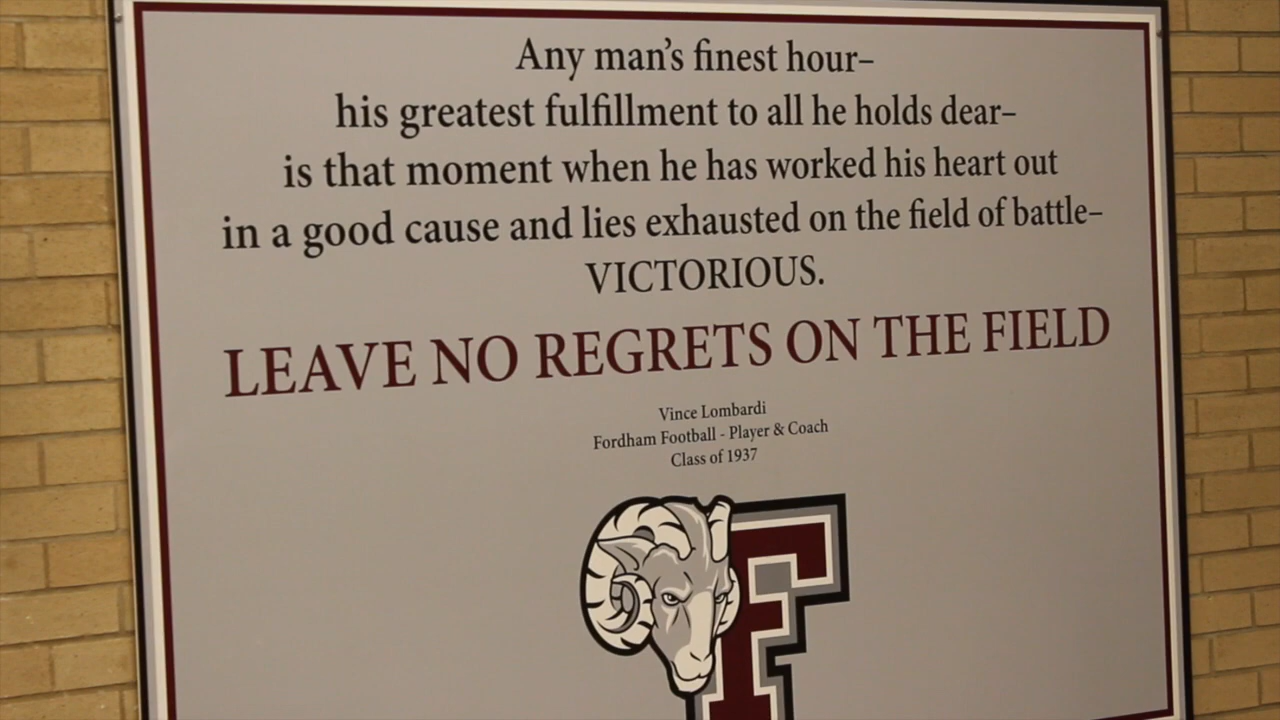 Any man's finest hour–
his greatest fulfillment to all he holds dear–
is that moment when he has worked his heart out
in a good cause and lies exhausted on the field of battle–
VICTORIOUS.
LEAVE NO REGRETS ON THE FIELD
Vince Lombardi
Fordham Football - Player & Coach
Class of 1937
F